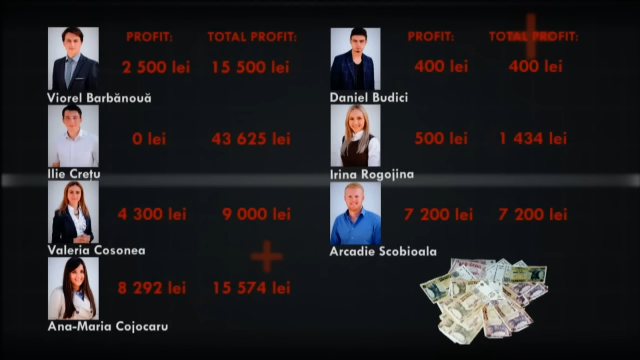 PROFIT: TOTAL PROFIT:
2 500 lei 15 500 lei
Viorel Barbănouă
0 lei 43 625 lei
Ilie Crețu
4 300 lei 9 000 lei
Valeria Cosonea
8 292 lei 15 574 lei
Ana-Maria Cojocaru
PROFIT: TOTAL PROFIT:
400 lei 400 lei
Daniel Budici
500 lei 1 434 lei
Irina Rogojina
7 200 lei 7 200 lei
Arcadie Scobioala